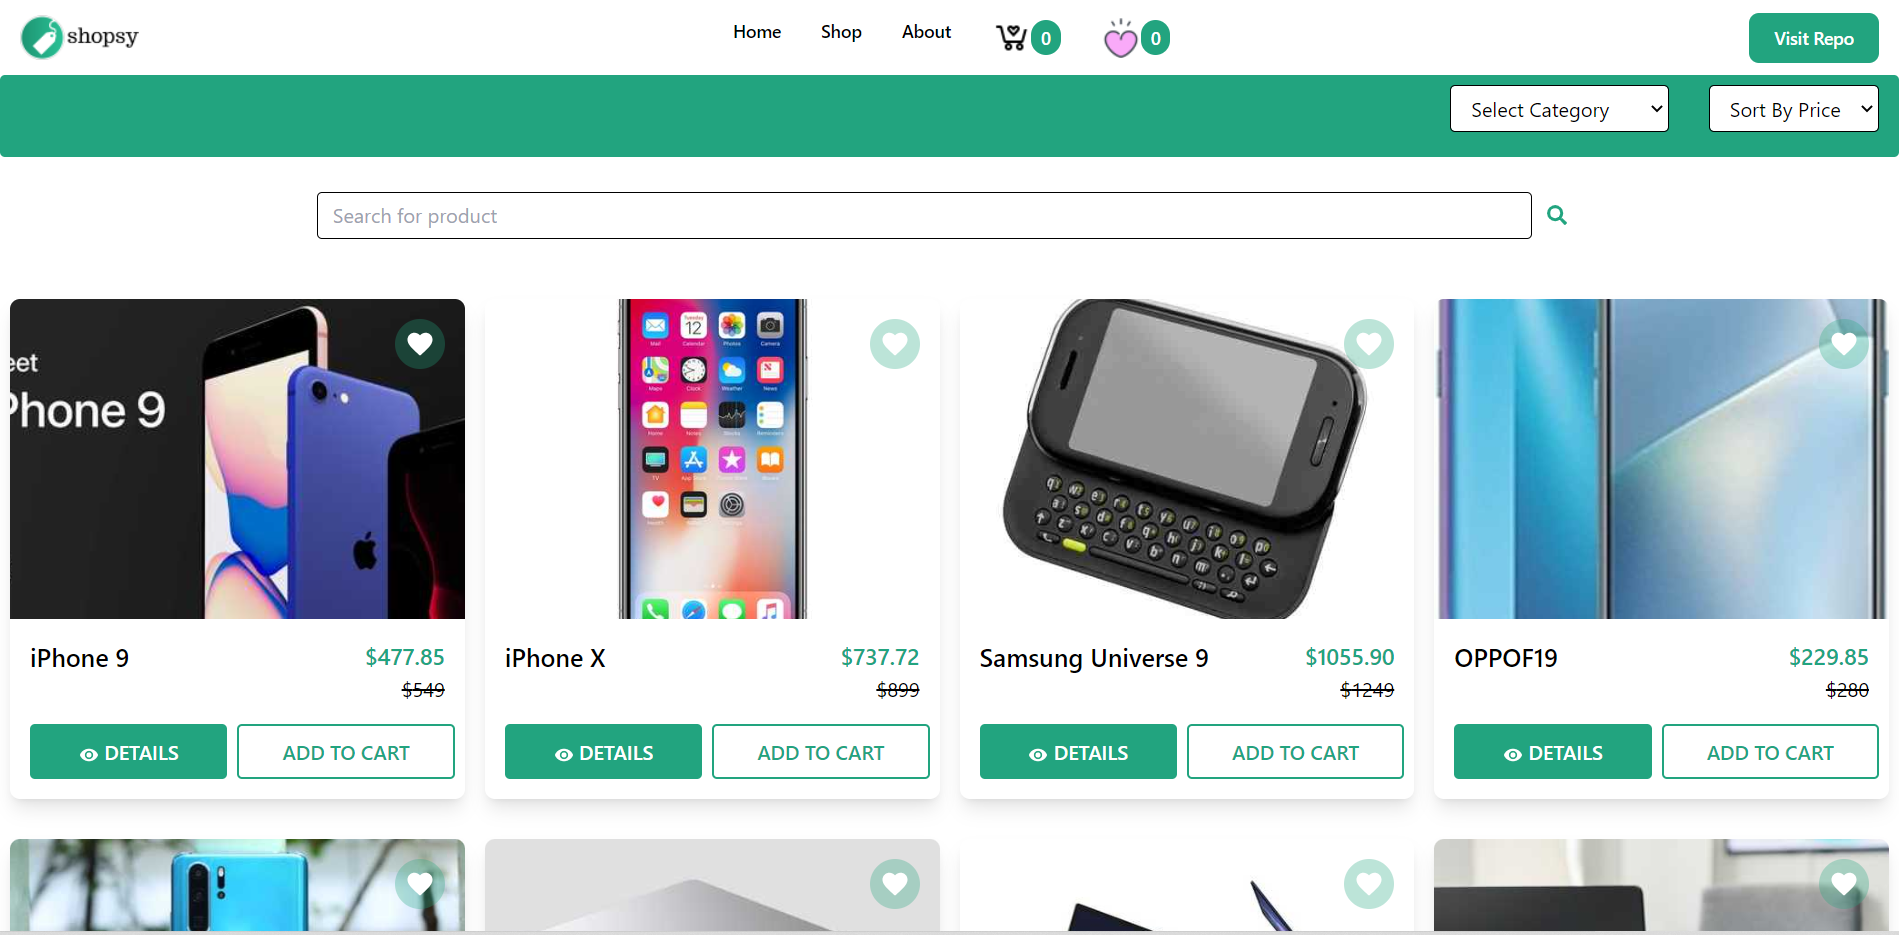 shopsy
Home
Shop
About
0
0
Visit Repo
Select Category
Sort By Price
Search for product
eet
Phone 9
Tuesday
12
iPhone 9
$477.85
$549
DETAILS
ADD TO CART
iPhone X
$737.72
$899
DETAILS
ADD TO CART
Samsung Universe 9
$1055.90
$1249
DETAILS
ADD TO CART
OPPOF19
$229.85
$280
DETAILS
ADD TO CART